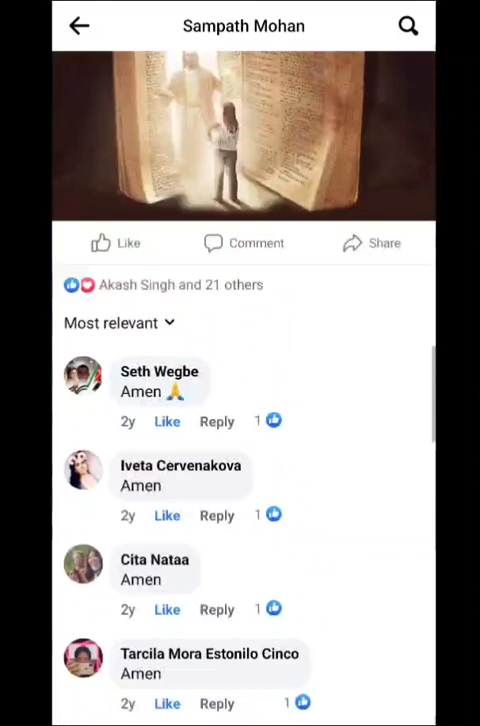 Sampath Mohan
Like Comment Share
Akash Singh and 21 others
Most relevant
Seth Wegbe
Amen 🙏
2y Like Reply 1
Iveta Cervenakova
Amen
2y Like Reply 1
Cita Nataa
Amen
2y Like Reply 1
Tarcila Mora Estonilo Cinco
Amen
2y Like Reply 1